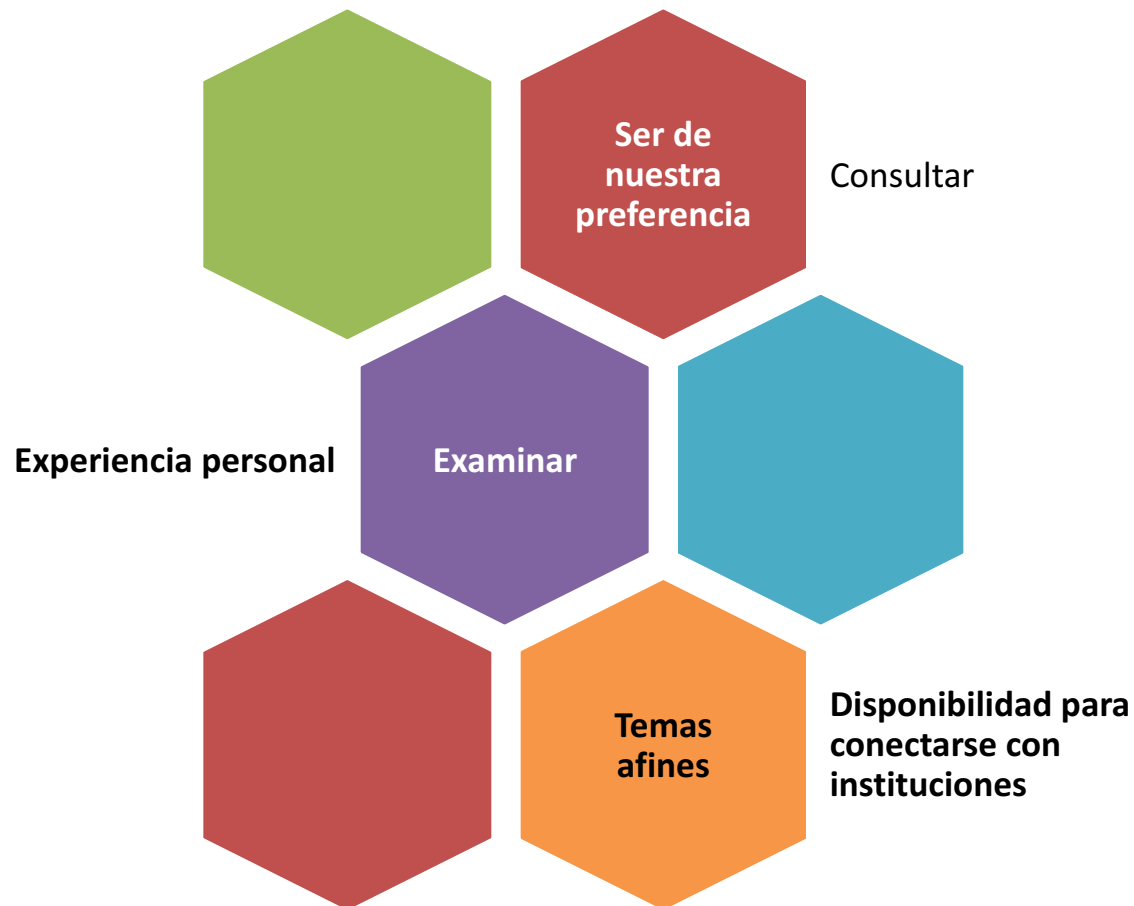 Ser de
nuestra
preferencia
Consultar
Experiencia personal
Examinar
Temas
afines
Disponibilidad para
conectarse con
instituciones